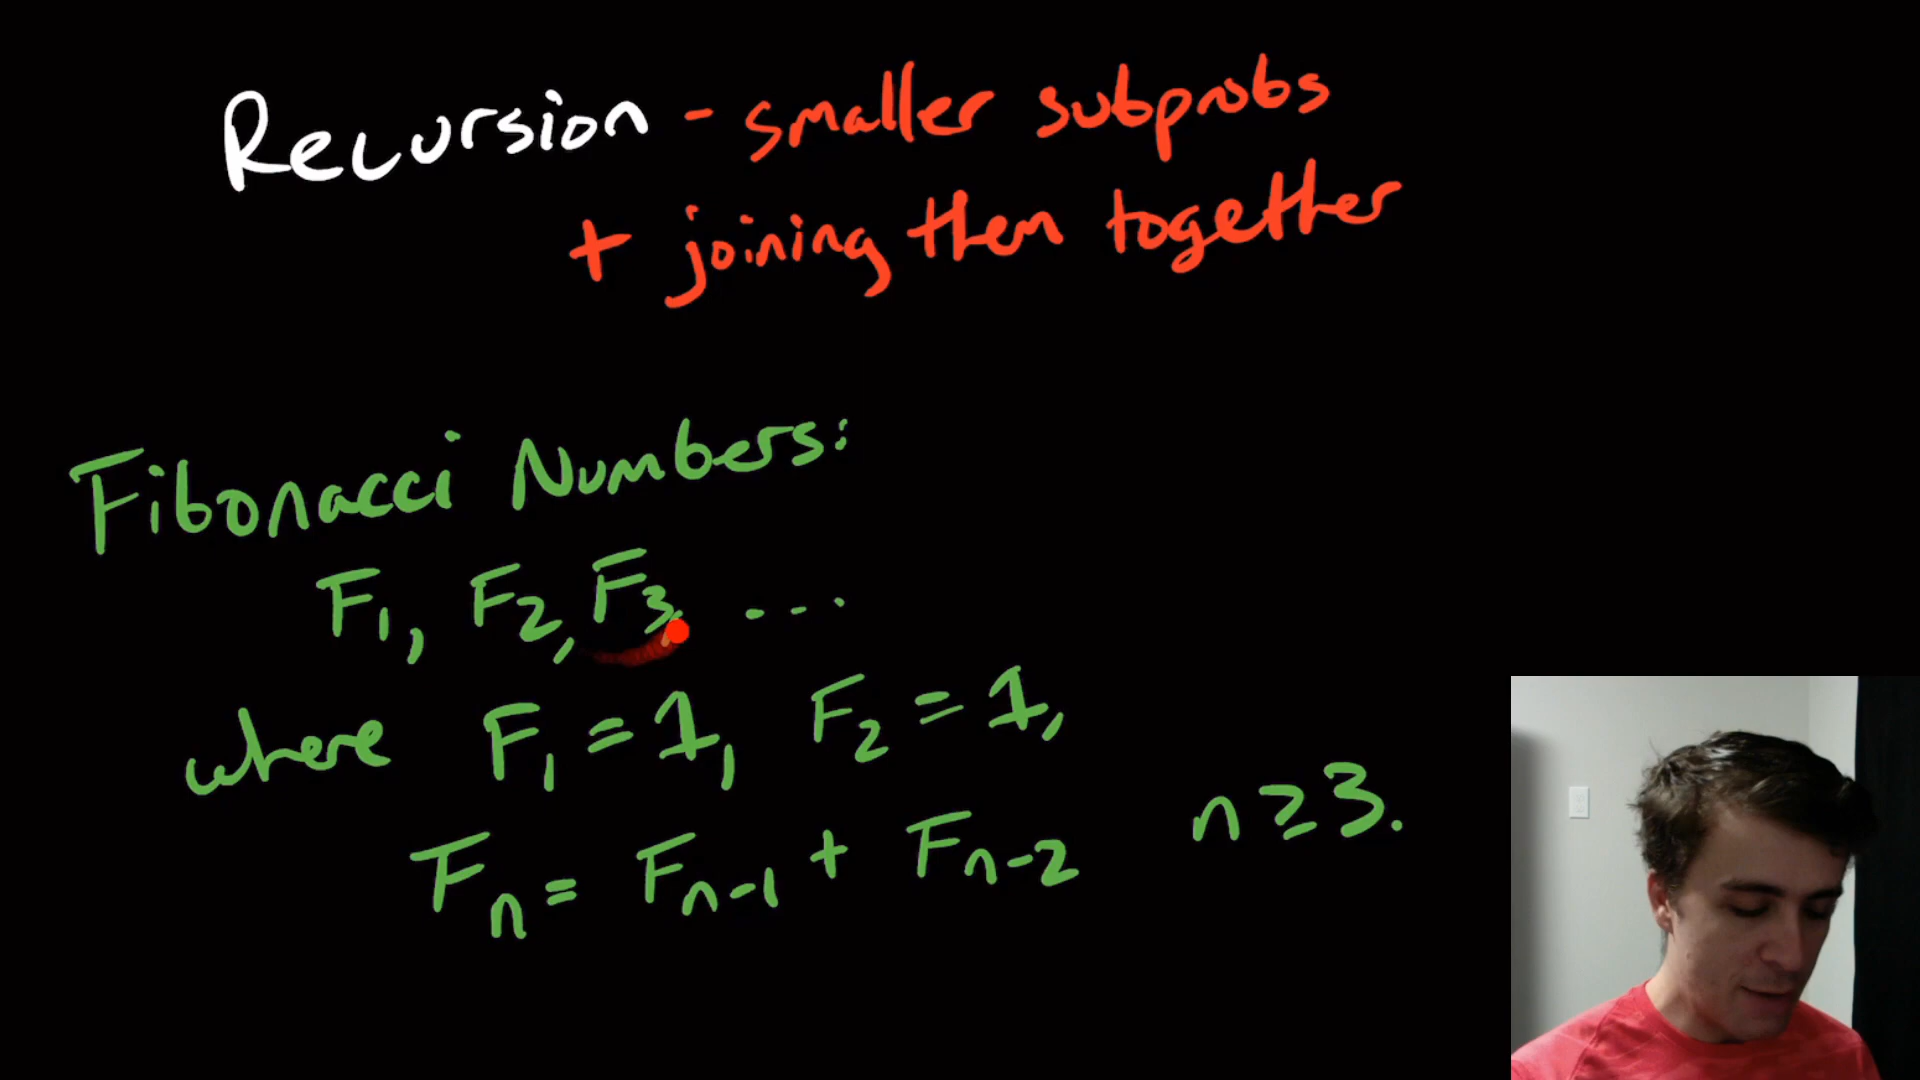 Recursion - smaller subprobs
+ joining them together
Fibonacci Numbers:
F₁, F₂, F₃, ...
where F₁ = 1, F₂ = 1,
Fₙ = Fₙ₋₁ + Fₙ₋₂ n ≥ 3.